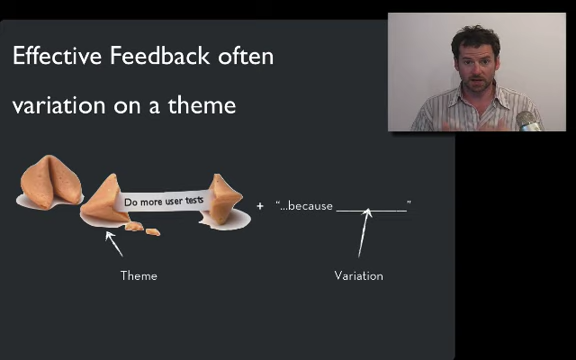 Effective Feedback often
variation on a theme
Do more user tests
+ "...because ________"
Theme
Variation